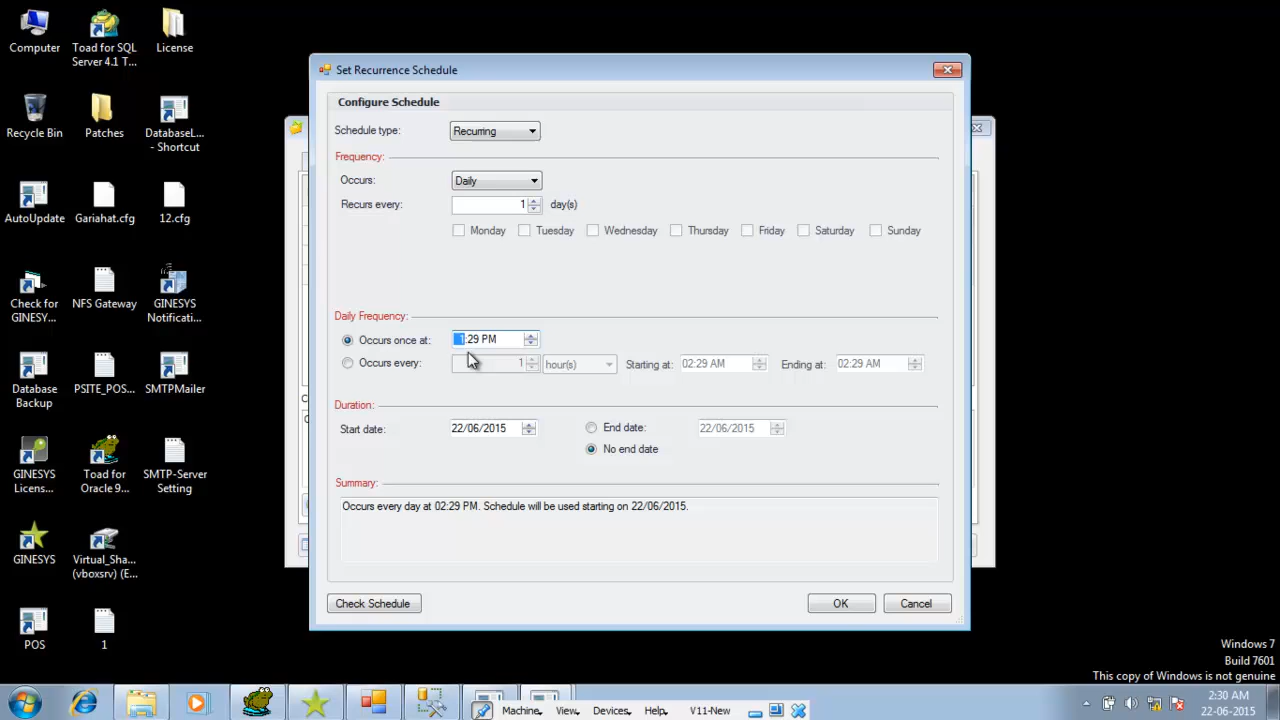 Computer
Toad for SQL
Server 4.1 T...
License
Recycle Bin
Patches
DatabaseL...
- Shortcut
AutoUpdate
Gariahat.cfg
12.cfg
Check for
GINESY...
NFS Gateway
GINESYS
Notificati...
Database
Backup
PSITE_POS...
SMTPMailer
GINESYS
Licens...
Toad for
Oracle 9...
SMTP-Server
Setting
GINESYS
Virtual_Sha...
(vboxsrv) (E...
POS
1
Set Recurrence Schedule
Configure Schedule
Schedule type:
Recurring
Frequency:
Occurs:
Daily
Recurs every:
1
day(s)
Monday
Tuesday
Wednesday
Thursday
Friday
Saturday
Sunday
Daily Frequency:
Occurs once at:
1:29 PM
Occurs every:
1
hour(s)
Starting at:
02:29 AM
Ending at:
02:29 AM
Duration:
Start date:
22/06/2015
End date:
22/06/2015
No end date
Summary:
Occurs every day at 02:29 PM. Schedule will be used starting on 22/06/2015.
Check Schedule
OK
Cancel
Windows 7
Build 7601
This copy of Windows is not genuine
Machine
View
Devices
Help
V11-New
2:30 AM
22-06-2015